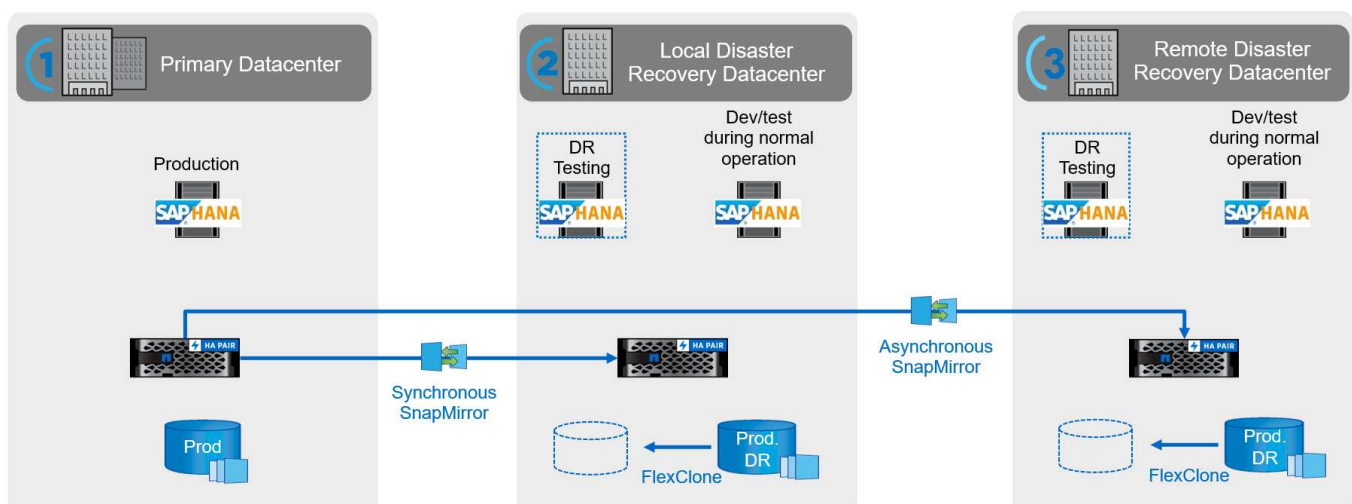 1
Primary Datacenter
2
Local Disaster
Recovery Datacenter
3
Remote Disaster
Recovery Datacenter
Production
SAP HANA
DR
Testing
SAP HANA
Dev/test
during normal
operation
SAP HANA
DR
Testing
SAP HANA
Dev/test
during normal
operation
SAP HANA
HA PAIR
Synchronous
SnapMirror
HA PAIR
Asynchronous
SnapMirror
HA PAIR
Prod
FlexClone
Prod.
DR
FlexClone
Prod.
DR